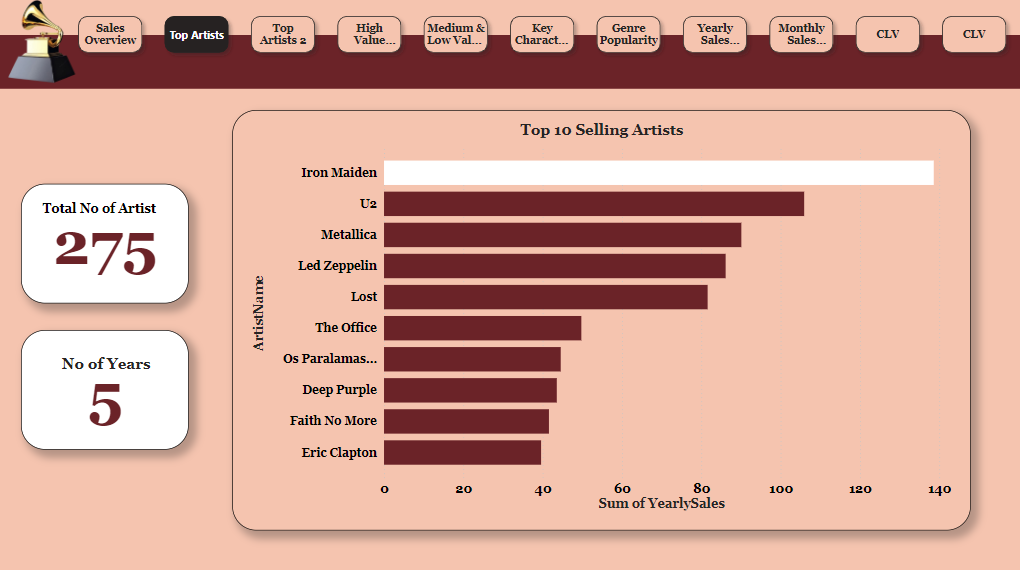 Sales
Overview
Top Artists
Top
Artists 2
High
Value...
Medium &
Low Val...
Key
Charact...
Genre
Popularity
Yearly
Sales...
Monthly
Sales...
CLV
CLV
Total No of Artist
275
No of Years
5
Top 10 Selling Artists
ArtistName
Iron Maiden
U2
Metallica
Led Zeppelin
Lost
The Office
Os Paralamas...
Deep Purple
Faith No More
Eric Clapton
0 20 40 60 80 100 120 140
Sum of YearlySales